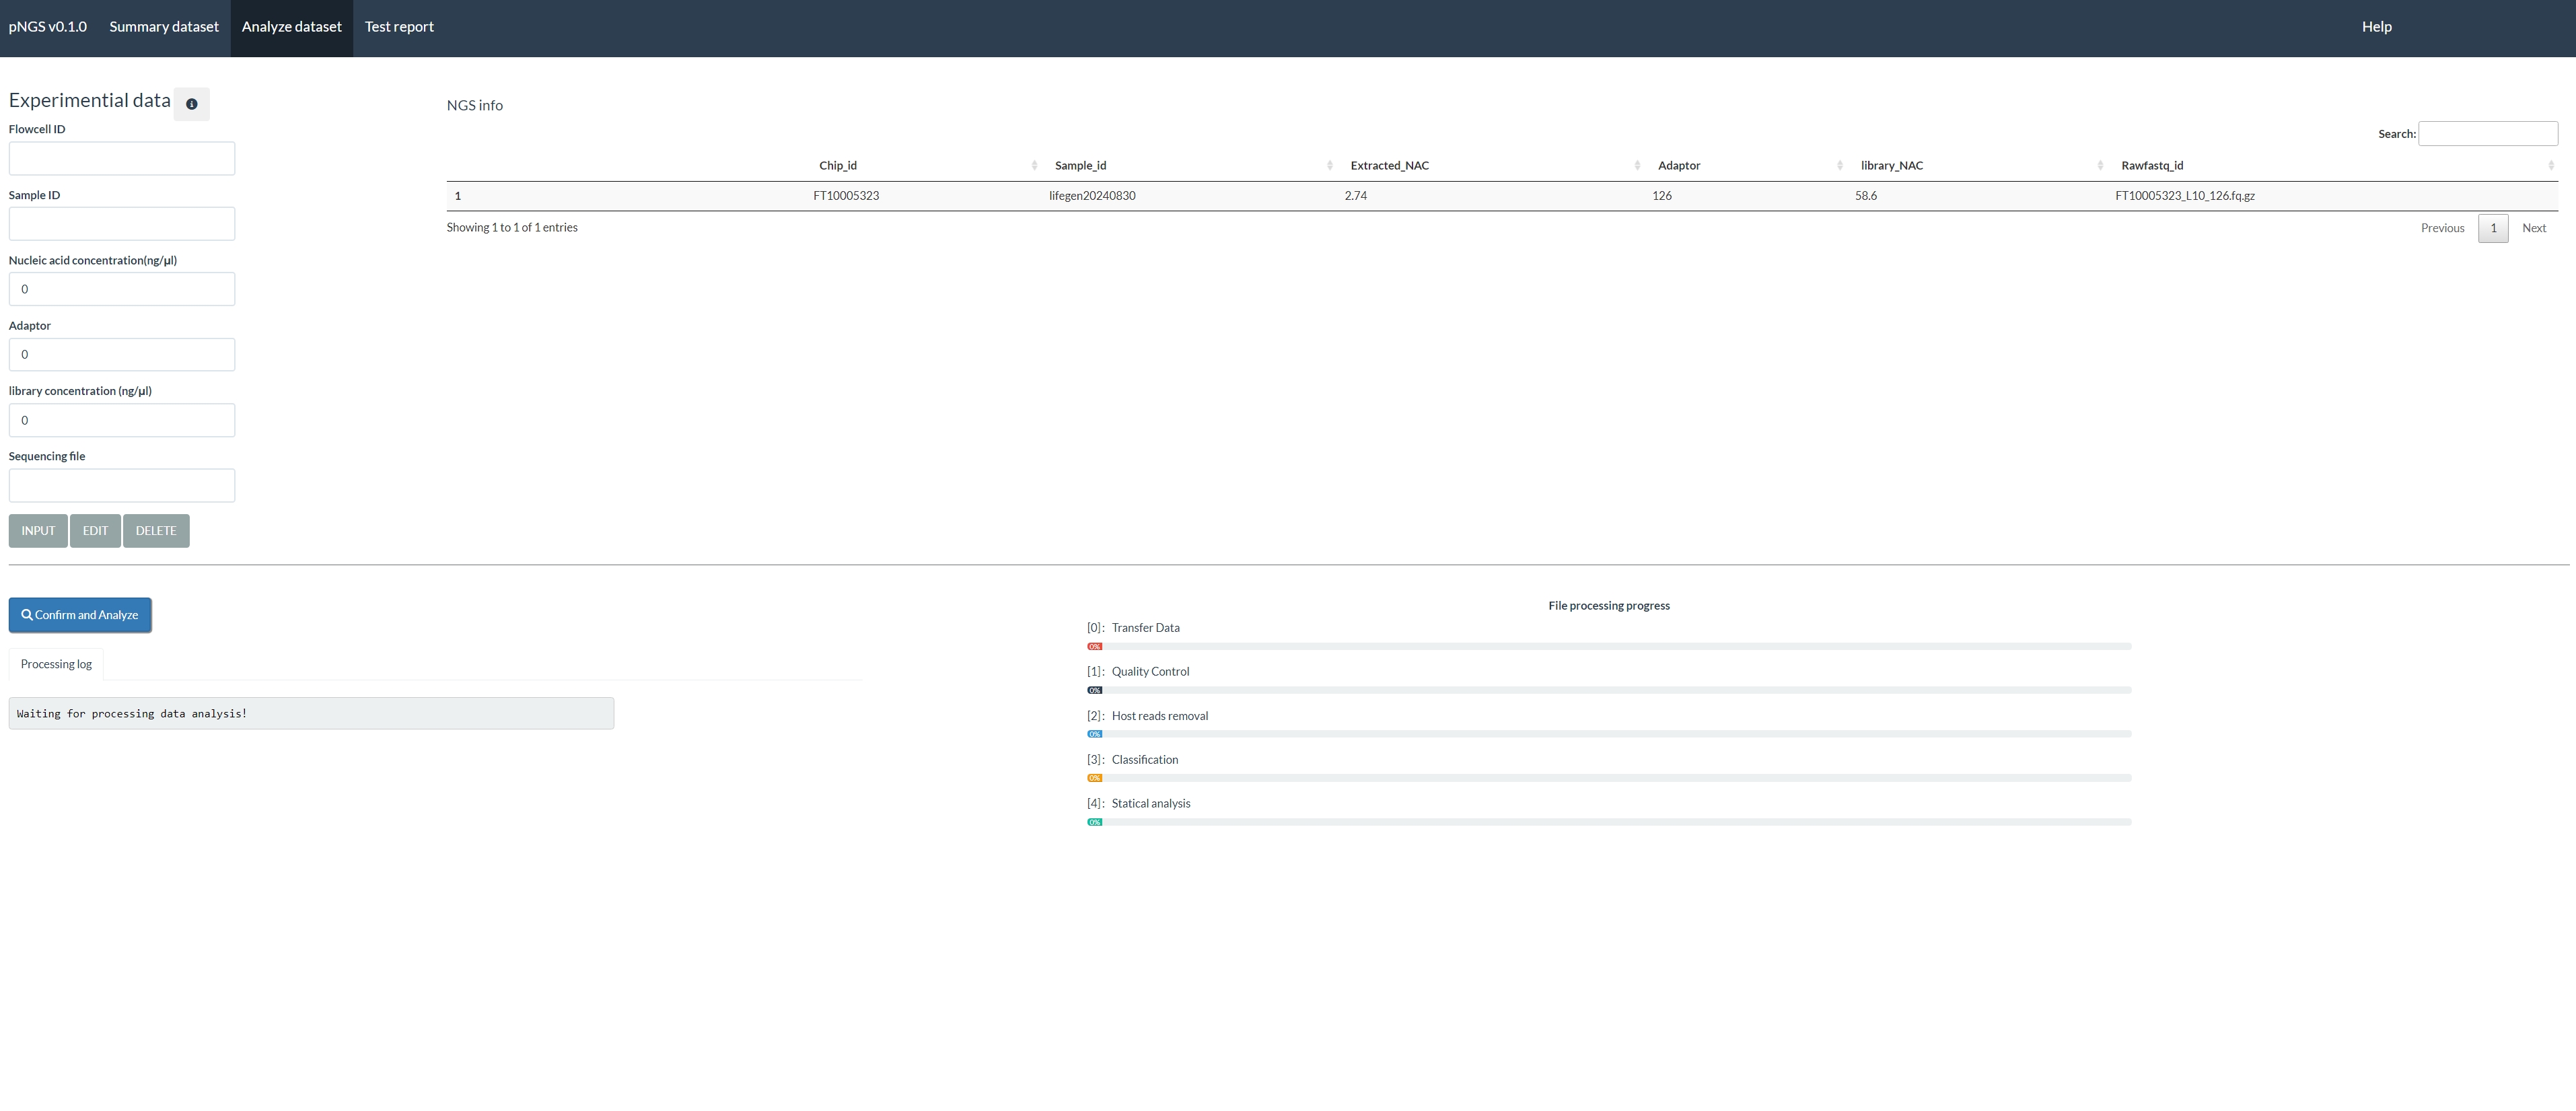 pNGS v0.1.0 Summary dataset Analyze dataset Test report Help
Experimential data
Flowcell ID
Sample ID
Nucleic acid concentration(ng/μl)
0
Adaptor
0
library concentration (ng/μl)
0
Sequencing file
INPUT EDIT DELETE
NGS info
Search:
Chip_id Sample_id Extracted_NAC Adaptor library_NAC Rawfastq_id
1 FT10005323 lifegen20240830 2.74 126 58.6 FT10005323_L10_126.fq.gz
Showing 1 to 1 of 1 entries
Previous 1 Next
Confirm and Analyze
Processing log
Waiting for processing data analysis!
File processing progress
[0]: Transfer Data
0%
[1]: Quality Control
0%
[2]: Host reads removal
0%
[3]: Classification
0%
[4]: Statical analysis
0%